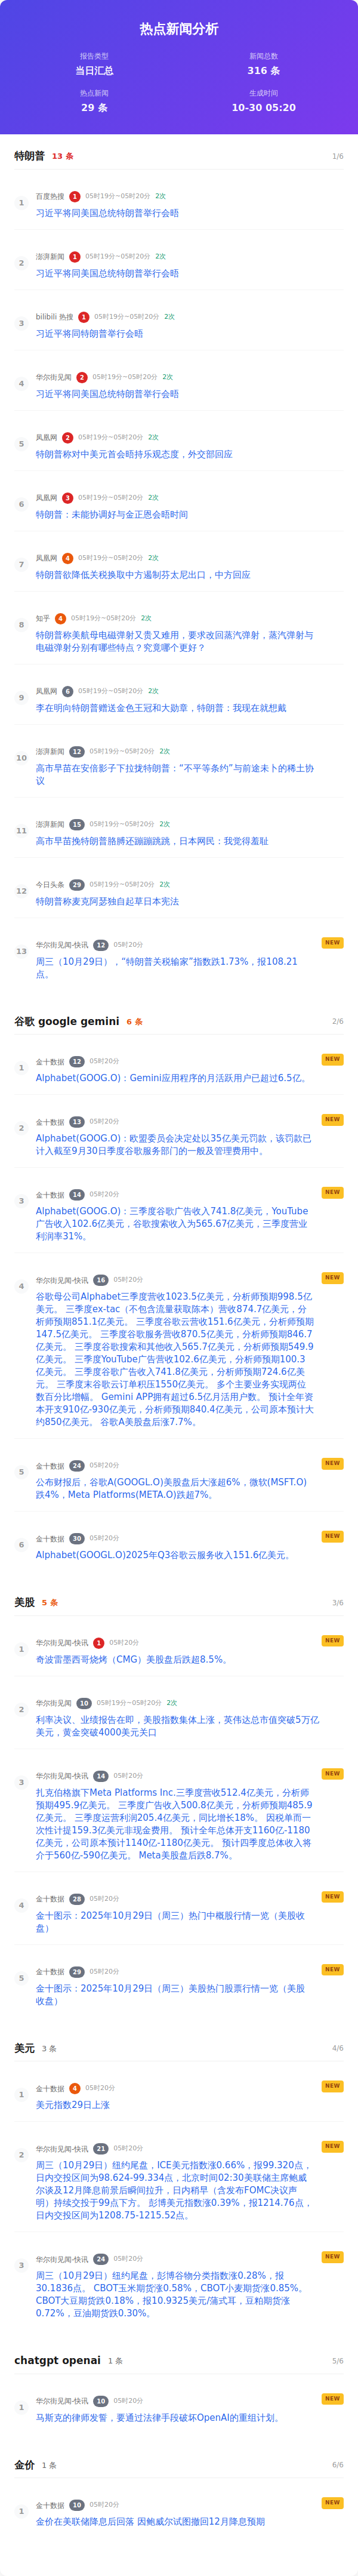 热点新闻分析
报告类型
当日汇总
新闻总数
316 条
热点新闻
29 条
生成时间
10-30 05:20
特朗普 13 条 1/6
1 百度热搜 1 05时19分~05时20分 2次
习近平将同美国总统特朗普举行会晤
2 澎湃新闻 1 05时19分~05时20分 2次
习近平将同美国总统特朗普举行会晤
3 bilibili 热搜 1 05时19分~05时20分 2次
习近平将同特朗普举行会晤
4 华尔街见闻 2 05时19分~05时20分 2次
习近平将同美国总统特朗普举行会晤
5 凤凰网 2 05时19分~05时20分 2次
特朗普称对中美元首会晤持乐观态度，外交部回应
6 凤凰网 3 05时19分~05时20分 2次
特朗普：未能协调好与金正恩会晤时间
7 凤凰网 4 05时19分~05时20分 2次
特朗普欲降低关税换取中方遏制芬太尼出口，中方回应
8 知乎 4 05时19分~05时20分 2次
特朗普称美航母电磁弹射又贵又难用，要求改回蒸汽弹射，蒸汽弹射与
电磁弹射分别有哪些特点？究竟哪个更好？
9 凤凰网 6 05时19分~05时20分 2次
李在明向特朗普赠送金色王冠和大勋章，特朗普：我现在就想戴
10 澎湃新闻 12 05时19分~05时20分 2次
高市早苗在安倍影子下拉拢特朗普：“不平等条约”与前途未卜的稀土协
议
11 澎湃新闻 15 05时19分~05时20分 2次
高市早苗挽特朗普胳膊还蹦蹦跳跳，日本网民：我觉得羞耻
12 今日头条 29 05时19分~05时20分 2次
特朗普称麦克阿瑟独自起草日本宪法
13 华尔街见闻-快讯 12 05时20分 NEW
周三（10月29日），“特朗普关税输家”指数跌1.73%，报108.21
点。
谷歌 google gemini 6 条 2/6
1 金十数据 12 05时20分 NEW
Alphabet(GOOG.O)：Gemini应用程序的月活跃用户已超过6.5亿。
2 金十数据 13 05时20分 NEW
Alphabet(GOOG.O)：欧盟委员会决定处以35亿美元罚款，该罚款已
计入截至9月30日季度谷歌服务部门的一般及管理费用中。
3 金十数据 14 05时20分 NEW
Alphabet(GOOG.O)：三季度谷歌广告收入741.8亿美元，YouTube
广告收入102.6亿美元，谷歌搜索收入为565.67亿美元，三季度营业
利润率31%。
4 华尔街见闻-快讯 16 05时20分 NEW
谷歌母公司Alphabet三季度营收1023.5亿美元，分析师预期998.5亿
美元。 三季度ex-tac（不包含流量获取陈本）营收874.7亿美元，分
析师预期851.1亿美元。 三季度谷歌云营收151.6亿美元，分析师预期
147.5亿美元。 三季度谷歌服务营收870.5亿美元，分析师预期846.7
亿美元。 三季度谷歌搜索和其他收入565.7亿美元，分析师预期549.9
亿美元。 三季度YouTube广告营收102.6亿美元，分析师预期100.3
亿美元。 三季度谷歌广告收入741.8亿美元，分析师预期724.6亿美
元。 三季度末谷歌云订单积压1550亿美元。 多个主要业务实现两位
数百分比增幅。 Gemini APP拥有超过6.5亿月活用户数。 预计全年资
本开支910亿-930亿美元，分析师预期840.4亿美元，公司原本预计大
约850亿美元。 谷歌A美股盘后涨7.7%。
5 金十数据 24 05时20分 NEW
公布财报后，谷歌A(GOOGL.O)美股盘后大涨超6%，微软(MSFT.O)
跌4%，Meta Platforms(META.O)跌超7%。
6 金十数据 30 05时20分 NEW
Alphabet(GOOGL.O)2025年Q3谷歌云服务收入151.6亿美元。
美股 5 条 3/6
1 华尔街见闻-快讯 1 05时20分 NEW
奇波雷墨西哥烧烤（CMG）美股盘后跌超8.5%。
2 华尔街见闻 10 05时19分~05时20分 2次
利率决议、业绩报告在即，美股指数集体上涨，英伟达总市值突破5万亿
美元，黄金突破4000美元关口
3 华尔街见闻-快讯 14 05时20分 NEW
扎克伯格旗下Meta Platforms Inc.三季度营收512.4亿美元，分析师
预期495.9亿美元。 三季度广告收入500.8亿美元，分析师预期485.9
亿美元。 三季度运营利润205.4亿美元，同比增长18%。 因税单而一
次性计提159.3亿美元非现金费用。 预计全年总体开支1160亿-1180
亿美元，公司原本预计1140亿-1180亿美元。 预计四季度总体收入将
介于560亿-590亿美元。 Meta美股盘后跌8.7%。
4 金十数据 28 05时20分 NEW
金十图示：2025年10月29日（周三）热门中概股行情一览（美股收
盘）
5 金十数据 29 05时20分 NEW
金十图示：2025年10月29日（周三）美股热门股票行情一览（美股
收盘）
美元 3 条 4/6
1 金十数据 4 05时20分 NEW
美元指数29日上涨
2 华尔街见闻-快讯 21 05时20分 NEW
周三（10月29日）纽约尾盘，ICE美元指数涨0.66%，报99.320点，
日内交投区间为98.624-99.334点，北京时间02:30美联储主席鲍威
尔谈及12月降息前景后瞬间拉升，日内稍早（含发布FOMC决议声
明）持续交投于99点下方。 彭博美元指数涨0.39%，报1214.76点，
日内交投区间为1208.75-1215.52点。
3 华尔街见闻-快讯 24 05时20分 NEW
周三（10月29日）纽约尾盘，彭博谷物分类指数涨0.28%，报
30.1836点。 CBOT玉米期货涨0.58%，CBOT小麦期货涨0.85%。
CBOT大豆期货跌0.18%，报10.9325美元/蒲式耳，豆粕期货涨
0.72%，豆油期货跌0.30%。
chatgpt openai 1 条 5/6
1 华尔街见闻-快讯 10 05时20分 NEW
马斯克的律师发誓，要通过法律手段破坏OpenAI的重组计划。
金价 1 条 6/6
1 金十数据 10 05时20分 NEW
金价在美联储降息后回落 因鲍威尔试图撤回12月降息预期